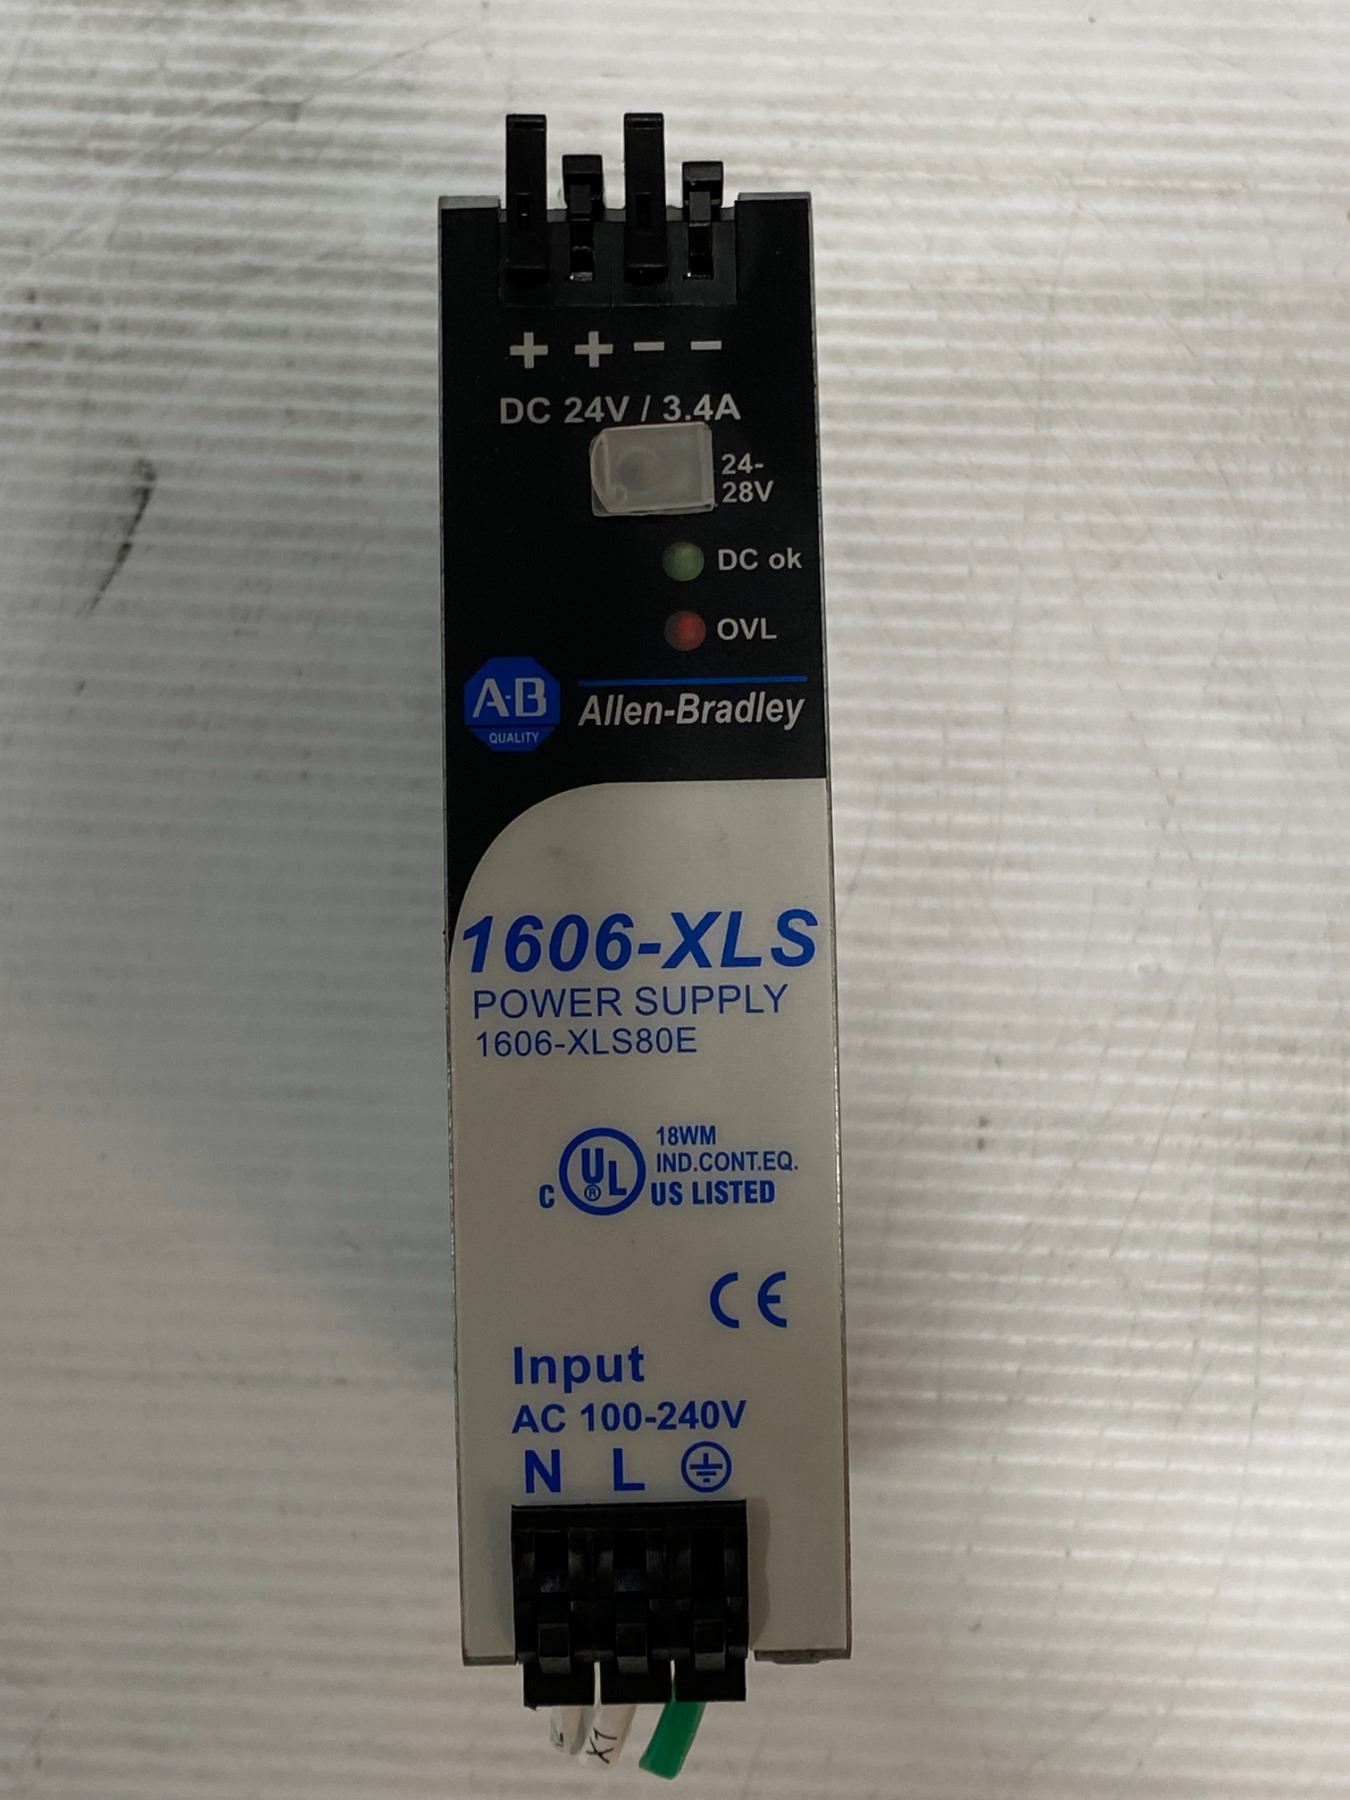 + + − −
DC 24V / 3.4A
24-
28V
DC ok
OVL
A-B
QUALITY
Allen-Bradley
1606-XLS
POWER SUPPLY
1606-XLS80E
18WM
IND.CONT.EQ.
C UL ® US LISTED
CE
Input
AC 100-240V
N L
X1